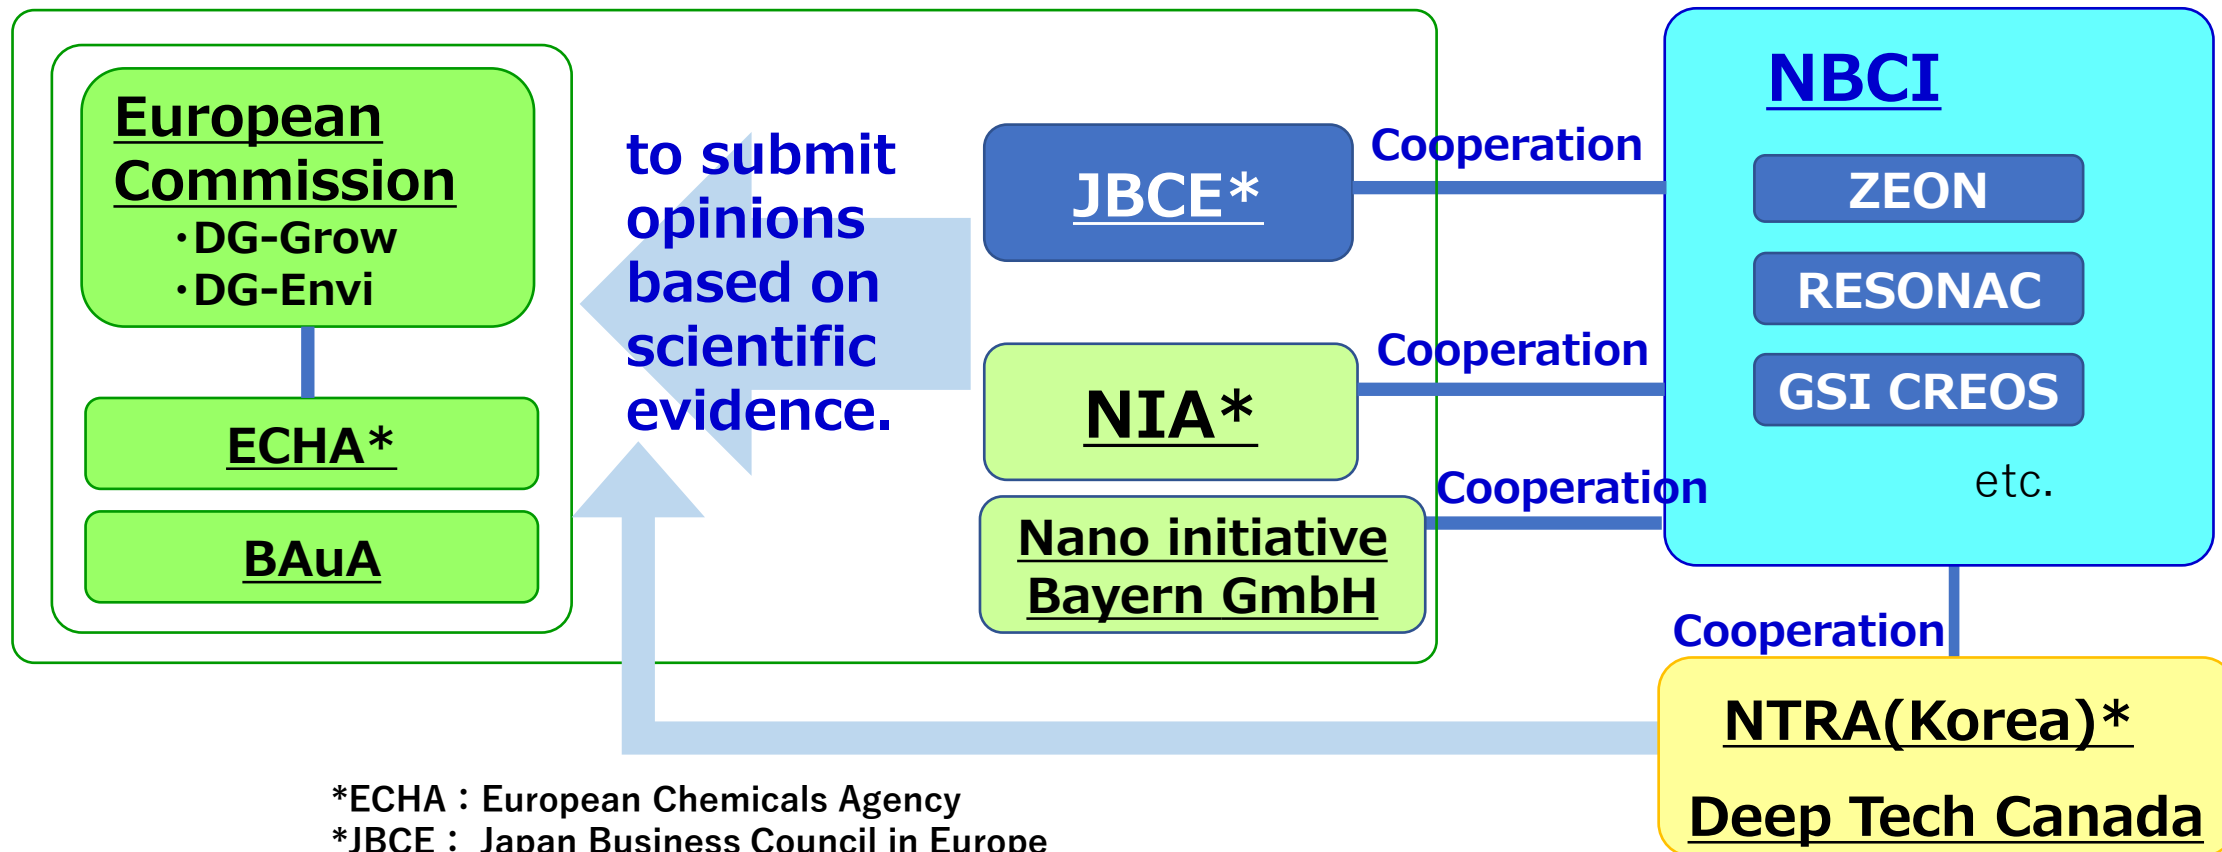 European
Commission
・DG-Grow
・DG-Envi
ECHA*
BAuA
to submit
opinions
based on
scientific
evidence.
JBCE*
NIA*
Nano initiative
Bayern GmbH
Cooperation
Cooperation
Cooperation
NBCI
ZEON
RESONAC
GSI CREOS
etc.
Cooperation
NTRA(Korea)*
Deep Tech Canada
*ECHA：European Chemicals Agency
*JBCE： Japan Business Council in Europe